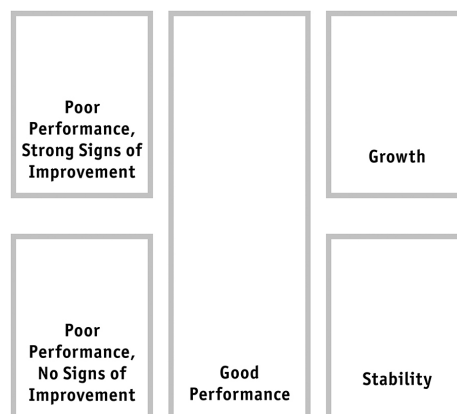 Poor
Performance,
Strong Signs of
Improvement
Growth
Poor
Performance,
No Signs of
Improvement
Good
Performance
Stability